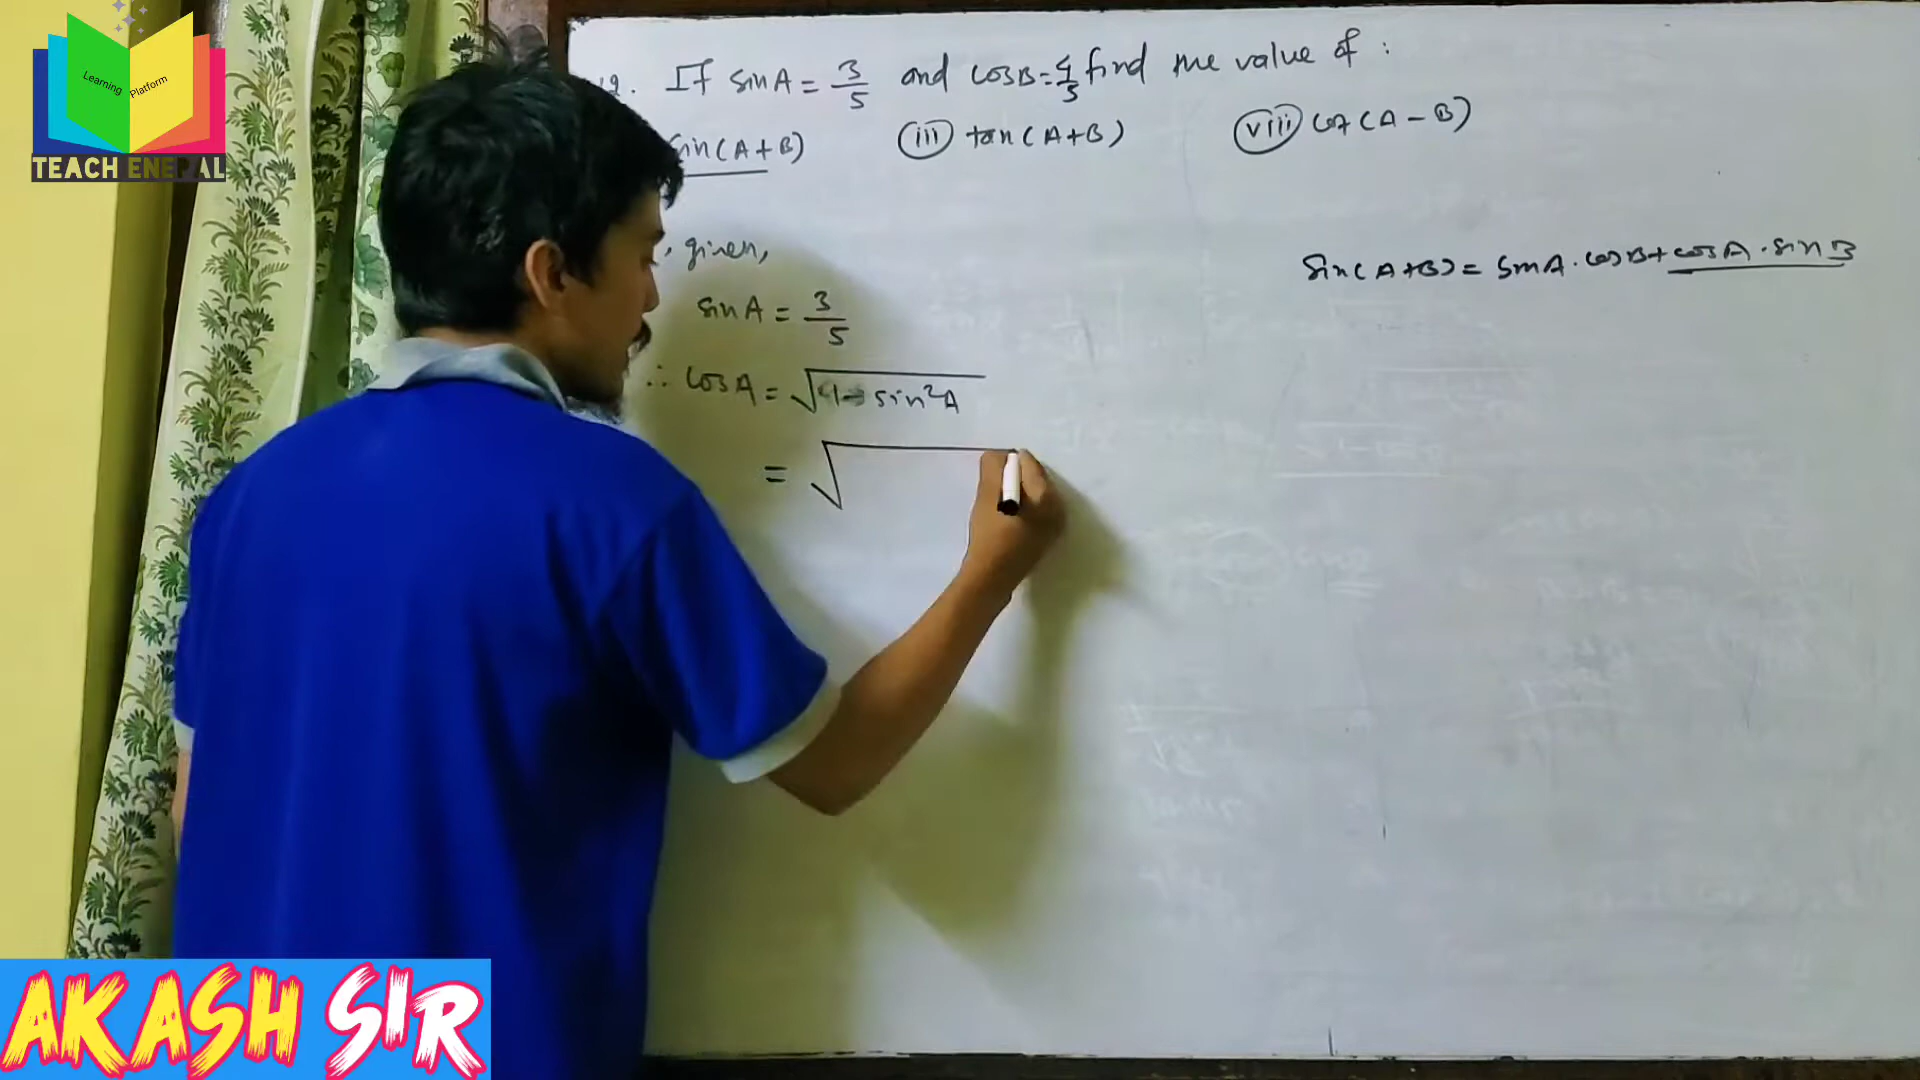 Learning Platform
TEACH ENEPAL
2. If sinA = 3/5 and cosB = 4/5 find the value of :
sin(A+B) (iii) tan(A+B) (viii) cot(A-B)
, given,
sinA = 3/5
∴ cosA = √1- sin²A
= √
sin(A+B) = sinA . cosB + cosA . sinB
AKASH SIR